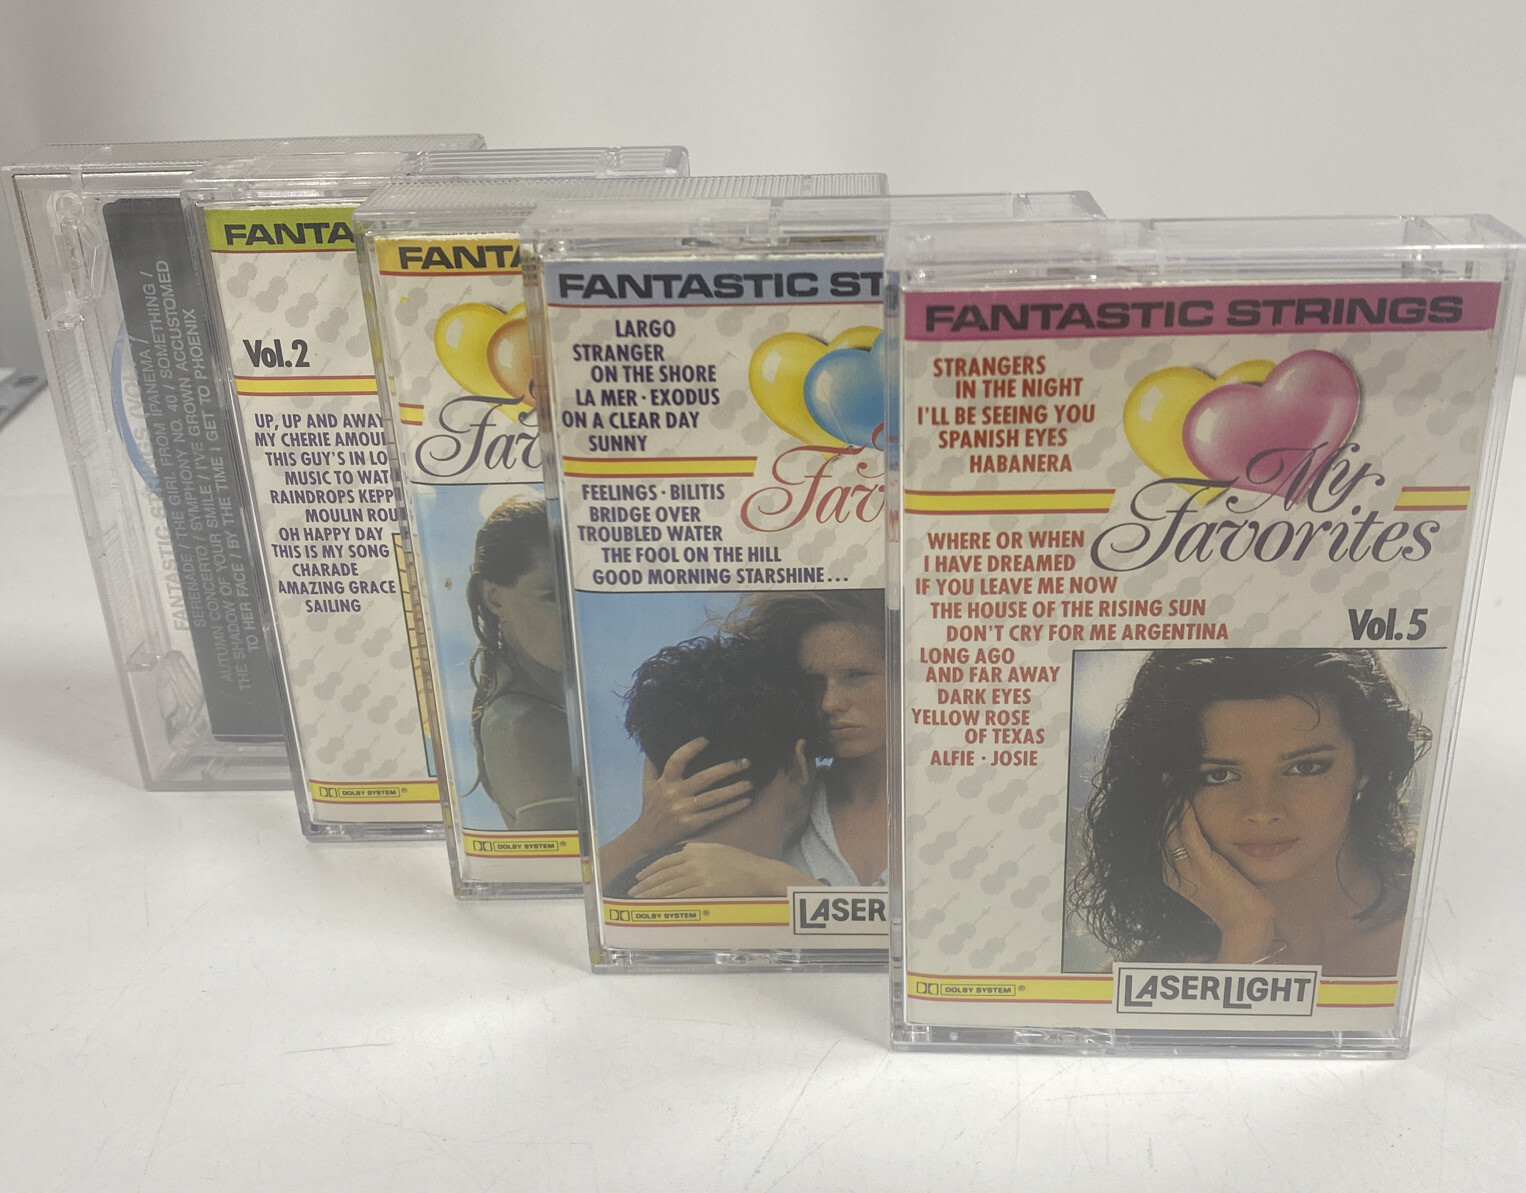 FANTASTIC STRINGS
SERENADE / THE GIRL FROM IPANEMA /
CONCERTO / SYMPHONY NO. 40 / SOMETHING /
AUTUMN / OF YOUR SMILE / I'VE GROWN ACCUSTOMED
THE SHADOW / BY THE TIME I GET TO PHOENIX
TO HER FACE /
FANTA
Vol.2
UP, UP AND AWAY
MY CHERIE AMOU
THIS GUY'S IN LO
MUSIC TO WAT
RAINDROPS KEPP
MOULIN ROU
OH HAPPY DAY
THIS IS MY SONG
CHARADE
AMAZING GRACE
SAILING
DOLBY SYSTEM ®
FANTA
Fav
DOLBY SYSTEM ®
FANTASTIC ST
LARGO
STRANGER
ON THE SHORE
LA MER · EXODUS
ON A CLEAR DAY
SUNNY
Fav
FEELINGS · BILITIS
BRIDGE OVER
TROUBLED WATER
THE FOOL ON THE HILL
GOOD MORNING STARSHINE...
DOLBY SYSTEM ®
LASER
FANTASTIC STRINGS
STRANGERS
IN THE NIGHT
I'LL BE SEEING YOU
SPANISH EYES
HABANERA
My
Favorites
WHERE OR WHEN
I HAVE DREAMED
IF YOU LEAVE ME NOW
THE HOUSE OF THE RISING SUN
DON'T CRY FOR ME ARGENTINA
Vol.5
LONG AGO
AND FAR AWAY
DARK EYES
YELLOW ROSE
OF TEXAS
ALFIE · JOSIE
DOLBY SYSTEM ®
LASERLIGHT